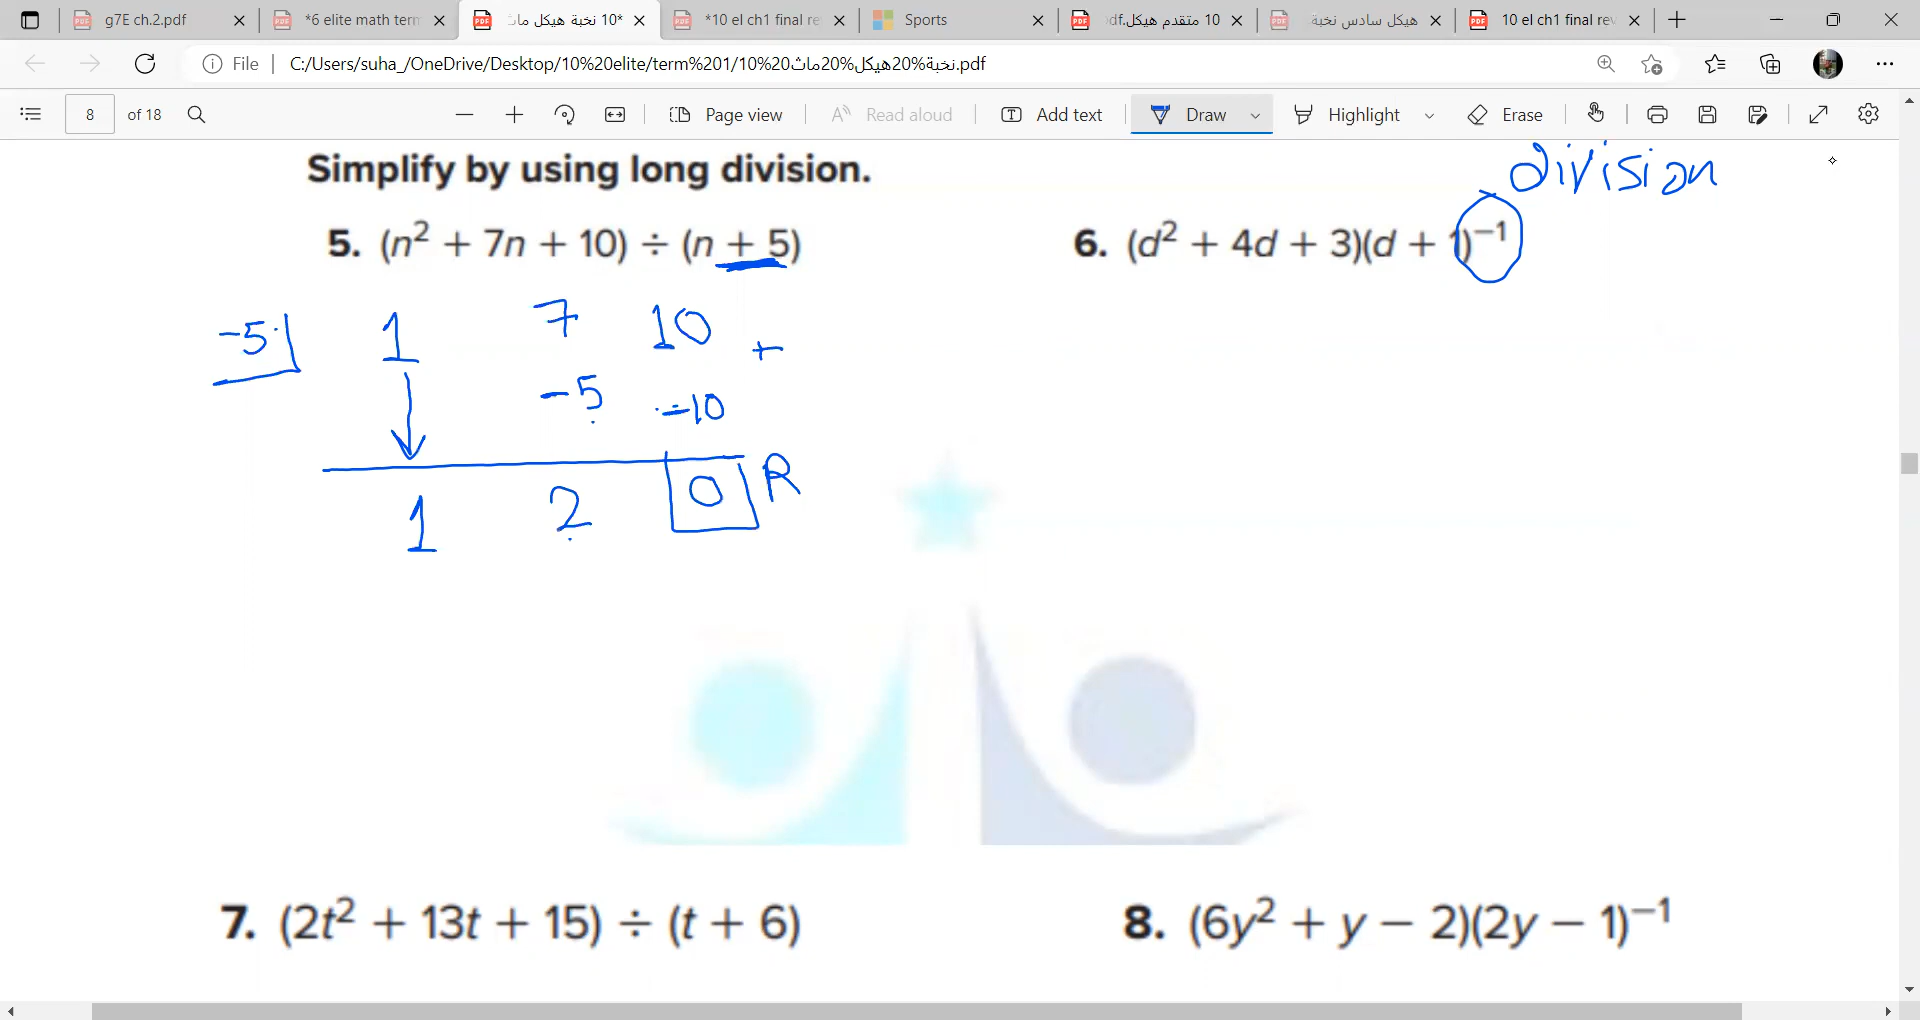 g7E ch.2.pdf
*6 elite math term
*10 نخبة هيكل ماث
*10 el ch1 final re
Sports
10 متقدم هيكل.pdf
هيكل سادس نخبة
10 el ch1 final rev
File
C:/Users/suha_/OneDrive/Desktop/10%20elite/term%201/10%20نخبة%20هيكل%20ماث.pdf
8 of 18
Page view
Read aloud
Add text
Draw
Highlight
Erase
Simplify by using long division.
division
5. (n² + 7n + 10) ÷ (n + 5)
6. (d² + 4d + 3)(d + 1)⁻¹
-5 1 7 10 +
-5 -10
1 2 0 R
7. (2t² + 13t + 15) ÷ (t + 6)
8. (6y² + y − 2)(2y − 1)⁻¹